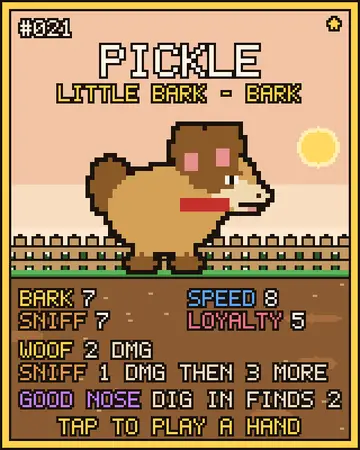 #021
PICKLE
LITTLE BARK - BARK
BARK 7 SPEED 8
SNIFF 7 LOYALTY 5
WOOF 2 DMG
SNIFF 1 DMG THEN 3 MORE
GOOD NOSE DIG IN FINDS 2
TAP TO PLAY A HAND